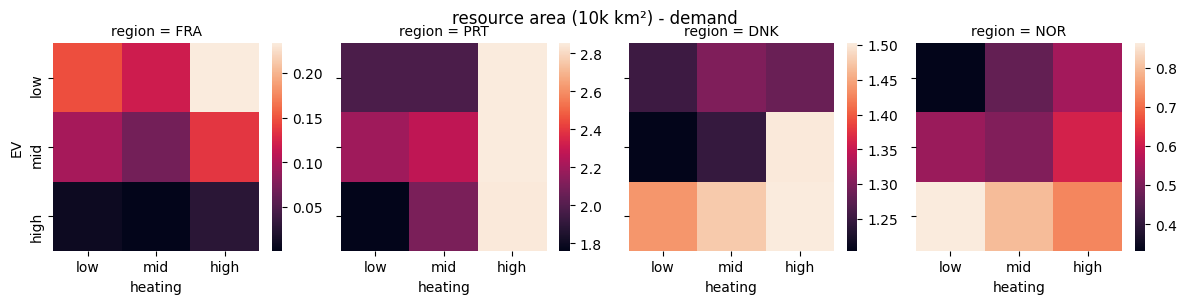 resource area (10k km²) - demand
region = FRA
region = PRT
region = DNK
region = NOR
EV
low
mid
high
low mid high
heating
0.20
0.15
0.10
0.05
low mid high
heating
2.8
2.6
2.4
2.2
2.0
1.8
low mid high
heating
1.50
1.45
1.40
1.35
1.30
1.25
low mid high
heating
0.8
0.7
0.6
0.5
0.4